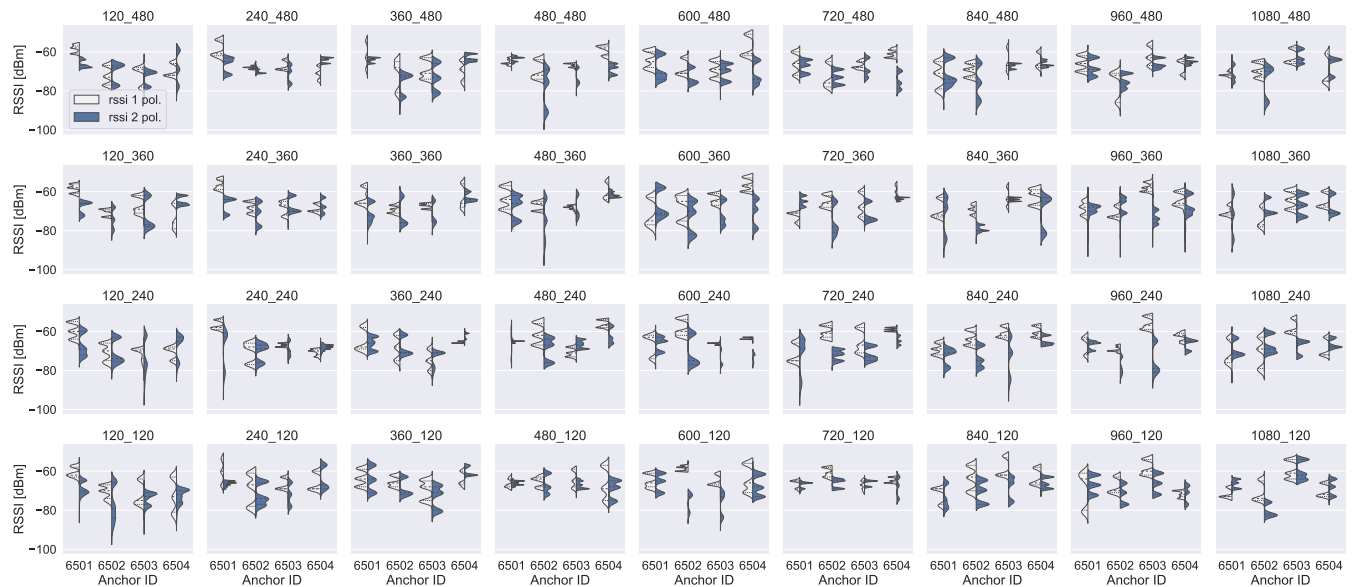 120_480 240_480 360_480 480_480 600_480 720_480 840_480 960_480 1080_480
RSSI [dBm]
−60
−80
−100
rssi 1 pol.
rssi 2 pol.
120_360 240_360 360_360 480_360 600_360 720_360 840_360 960_360 1080_360
RSSI [dBm]
−60
−80
−100
120_240 240_240 360_240 480_240 600_240 720_240 840_240 960_240 1080_240
RSSI [dBm]
−60
−80
−100
120_120 240_120 360_120 480_120 600_120 720_120 840_120 960_120 1080_120
RSSI [dBm]
−60
−80
−100
6501 6502 6503 6504 6501 6502 6503 6504 6501 6502 6503 6504 6501 6502 6503 6504 6501 6502 6503 6504 6501 6502 6503 6504 6501 6502 6503 6504 6501 6502 6503 6504 6501 6502 6503 6504
Anchor ID Anchor ID Anchor ID Anchor ID Anchor ID Anchor ID Anchor ID Anchor ID Anchor ID